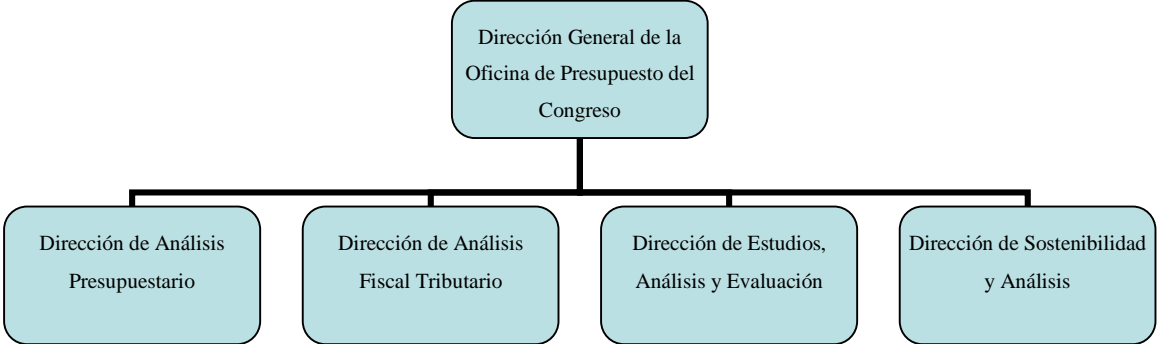 Dirección General de la
Oficina de Presupuesto del
Congreso
Dirección de Análisis
Presupuestario
Dirección de Análisis
Fiscal Tributario
Dirección de Estudios,
Análisis y Evaluación
Dirección de Sostenibilidad
y Análisis